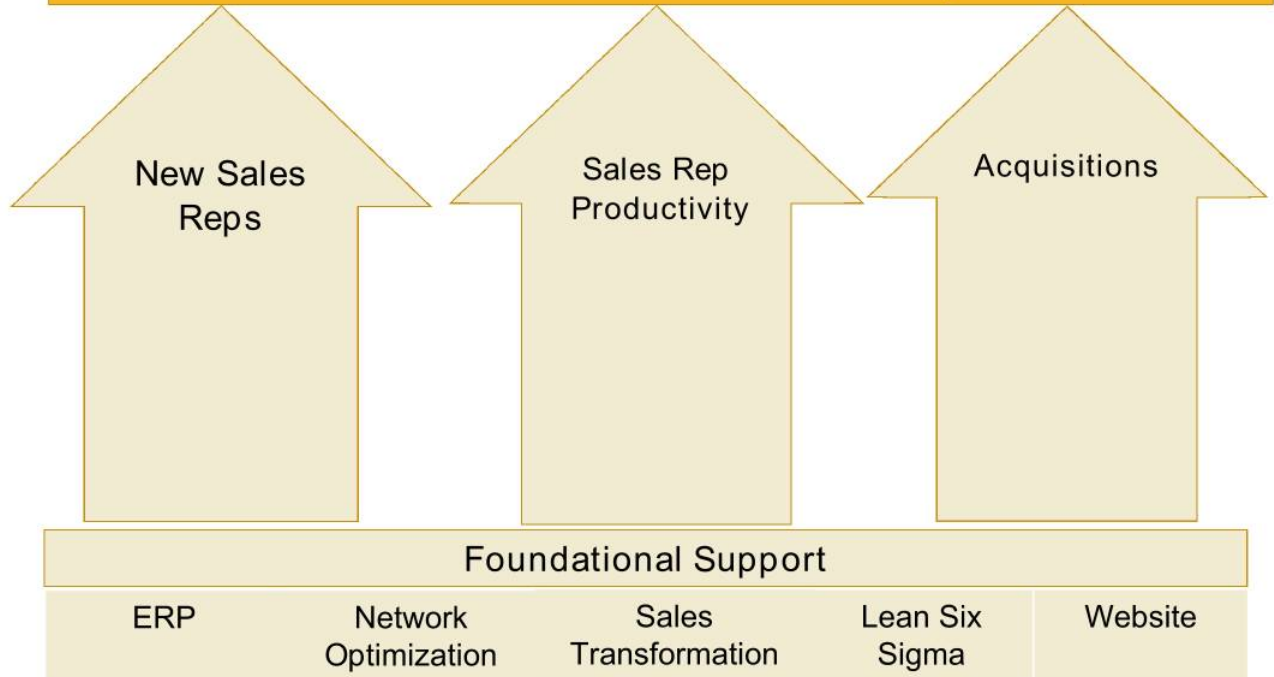 New Sales
Reps
Sales Rep
Productivity
Acquisitions
Foundational Support
ERP
Network
Optimization
Sales
Transformation
Lean Six
Sigma
Website